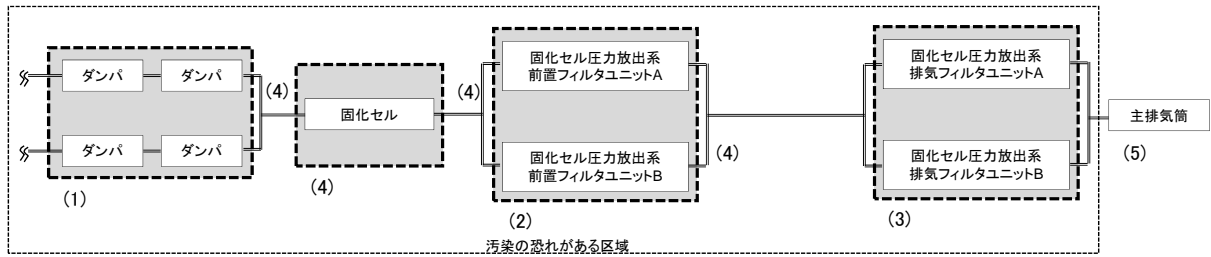 ダンパ
ダンパ
ダンパ
ダンパ
(1)
(4)
固化セル
(4)
(4)
固化セル圧力放出系
前置フィルタユニットA
固化セル圧力放出系
前置フィルタユニットB
(2)
(4)
固化セル圧力放出系
排気フィルタユニットA
固化セル圧力放出系
排気フィルタユニットB
(3)
主排気筒
(5)
汚染の恐れがある区域